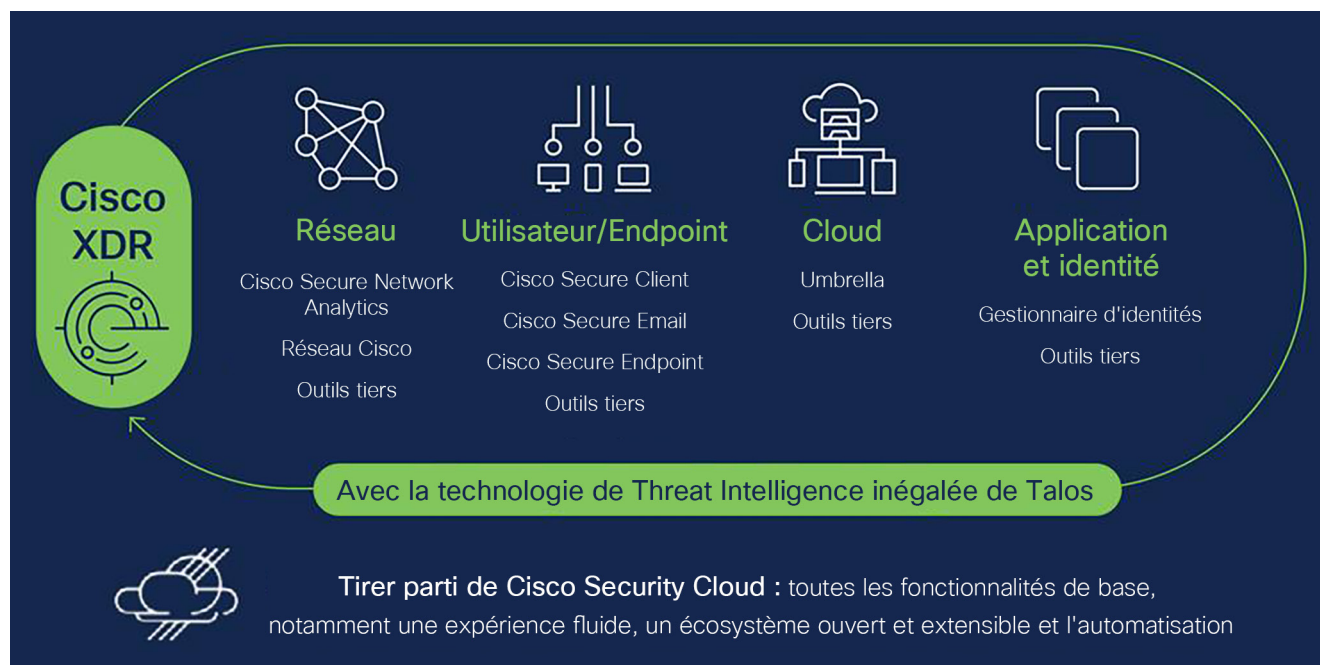 Cisco
XDR
Réseau
Cisco Secure Network
Analytics
Réseau Cisco
Outils tiers
Utilisateur/Endpoint
Cisco Secure Client
Cisco Secure Email
Cisco Secure Endpoint
Outils tiers
Cloud
Umbrella
Outils tiers
Application
et identité
Gestionnaire d'identités
Outils tiers
Avec la technologie de Threat Intelligence inégalée de Talos
Tirer parti de Cisco Security Cloud : toutes les fonctionnalités de base,
notamment une expérience fluide, un écosystème ouvert et extensible et l'automatisation